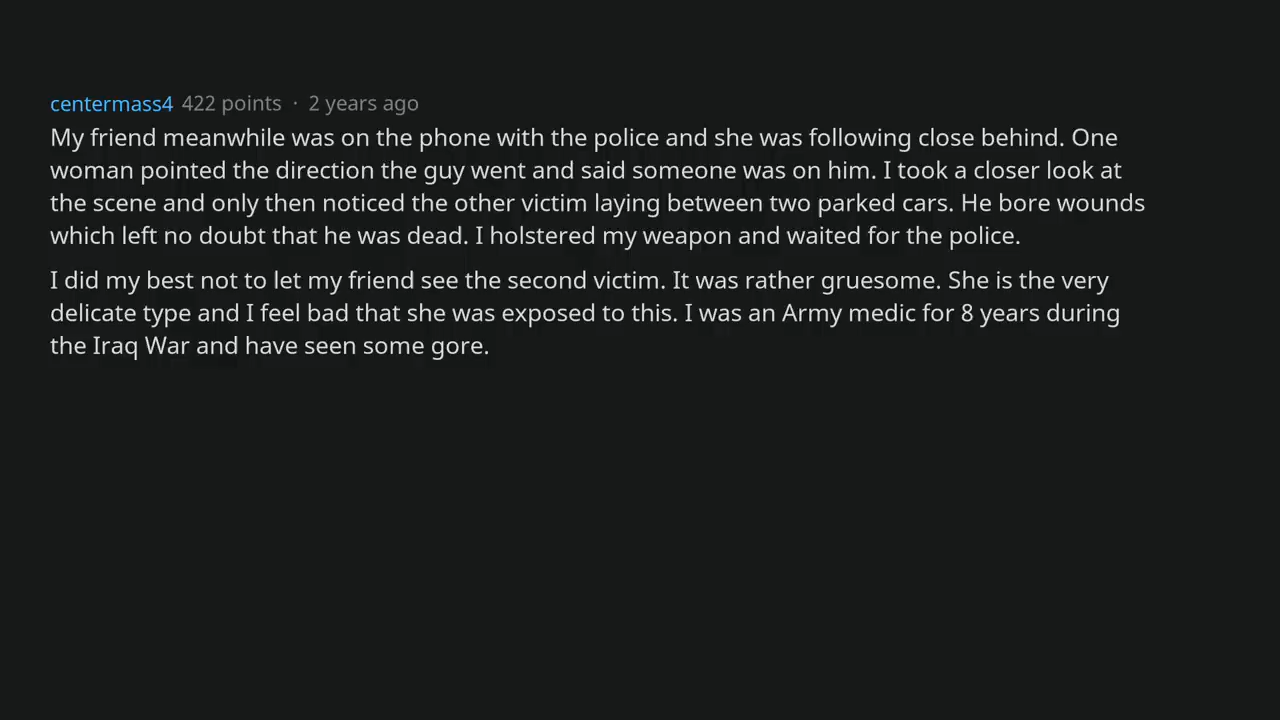 centermass4 422 points · 2 years ago
My friend meanwhile was on the phone with the police and she was following close behind. One
woman pointed the direction the guy went and said someone was on him. I took a closer look at
the scene and only then noticed the other victim laying between two parked cars. He bore wounds
which left no doubt that he was dead. I holstered my weapon and waited for the police.
I did my best not to let my friend see the second victim. It was rather gruesome. She is the very
delicate type and I feel bad that she was exposed to this. I was an Army medic for 8 years during
the Iraq War and have seen some gore.